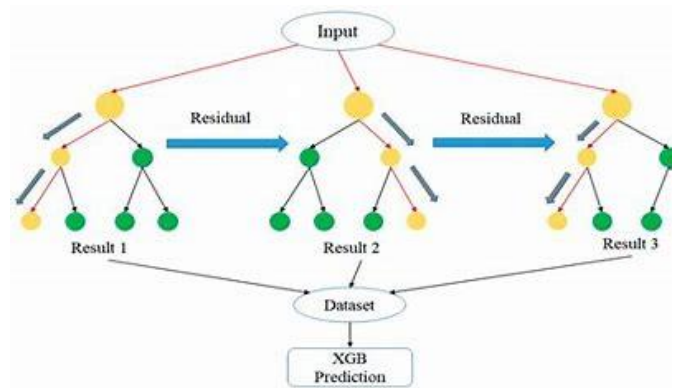 Input
Residual
Residual
Result 1
Result 2
Result 3
Dataset
XGB
Prediction